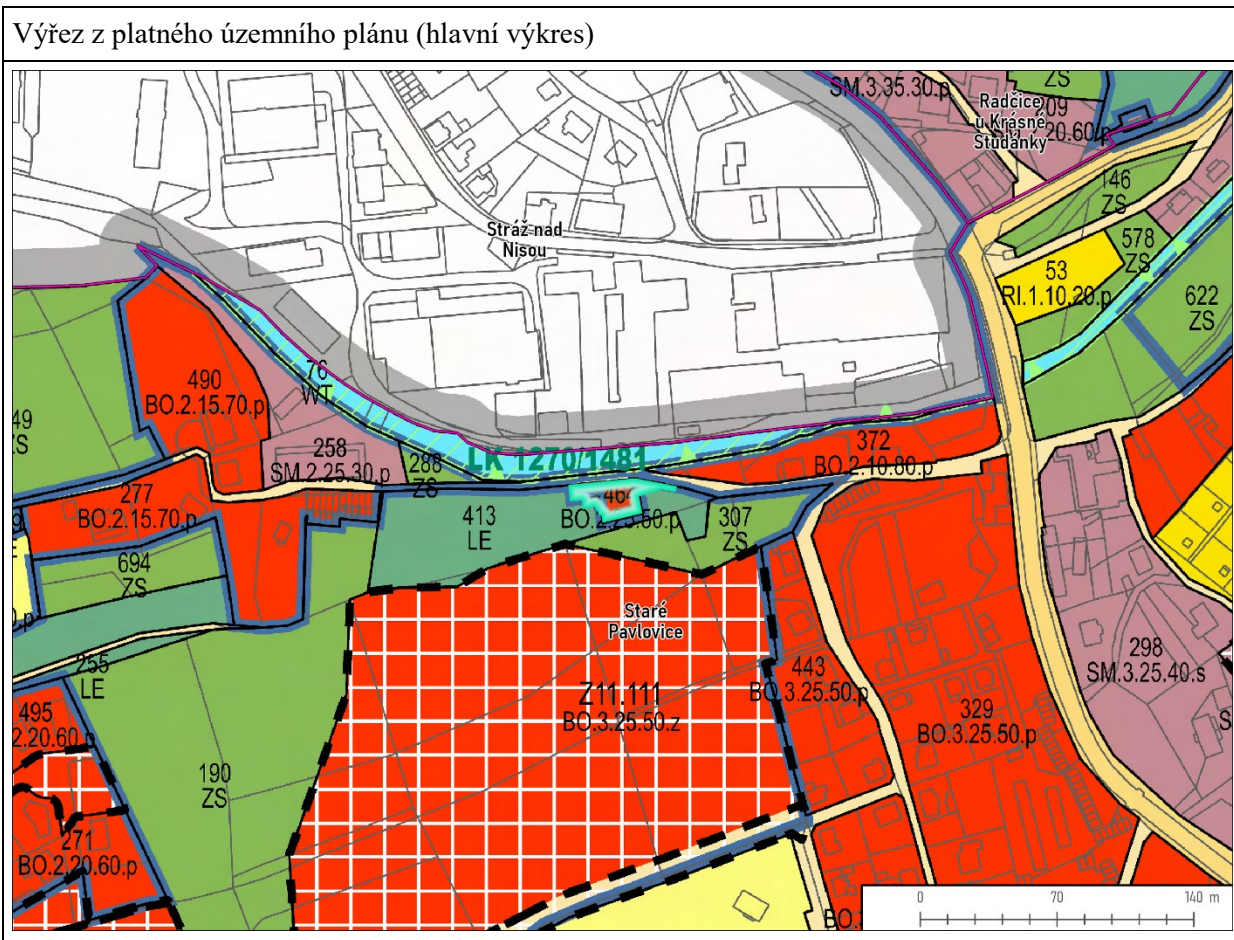 Výřez z platného územního plánu (hlavní výkres)
SM.3.35.30.p
Radčice
u Krásné
Studánky
209
20.60/p
ZS
146
ZS
Stráž nad
Nisou
578
ZS
53
RI.1.10.20.p
622
ZS
76
WT
490
BO.2.15.70.p
49
ZS
258
SM.2.25.30.p
288
ZS
LK 1270/1481
372
BO.2.10.80.p
277
BO.2.15.70.p
464
413
LE
307
ZS
694
ZS
Staré
Pavlovice
255
LE
298
SM.3.25.40.s
443
BO.3.25.50.p
Z11.111
BO.3.25.50.z
329
BO.3.25.50.p
495
2.20.60.p
190
ZS
271
BO.2.20.60.p
0 70 140 m